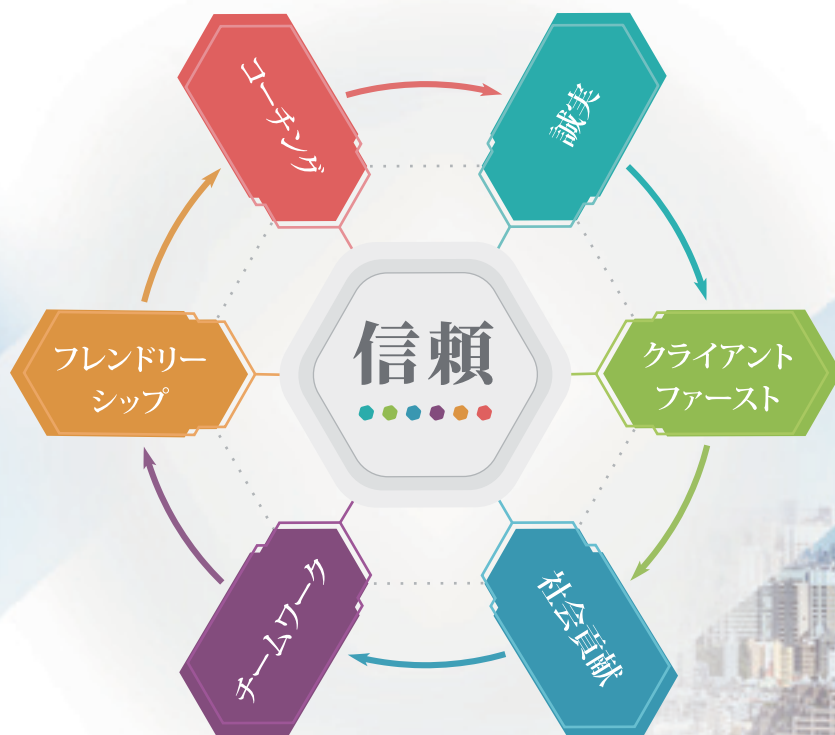 コーチング
誠実
フレンドリー
シップ
信頼
クライアント
ファースト
チームワーク
社会貢献